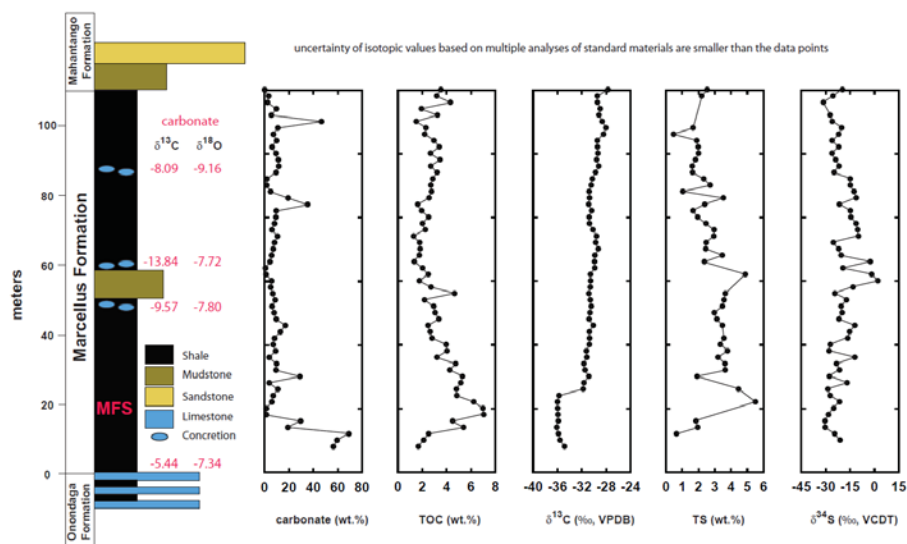 uncertainty of isotopic values based on multiple analyses of standard materials are smaller than the data points
Mahantango
Formation
Marcellus Formation
Onondaga
Formation
meters
100
80
60
40
20
0
carbonate
δ13C δ18O
-8.09 -9.16
-13.84 -7.72
-9.57 -7.80
-5.44 -7.34
MFS
Shale
Mudstone
Sandstone
Limestone
Concretion
0 20 40 60 80
carbonate (wt.%)
0 2 4 6 8
TOC (wt.%)
-36 -32 -28 -24
-40
δ13C (‰, VPDB)
0 1 2 3 4 5 6
TS (wt.%)
-45 -30 -15 0 15
δ34S (‰, VCDT)